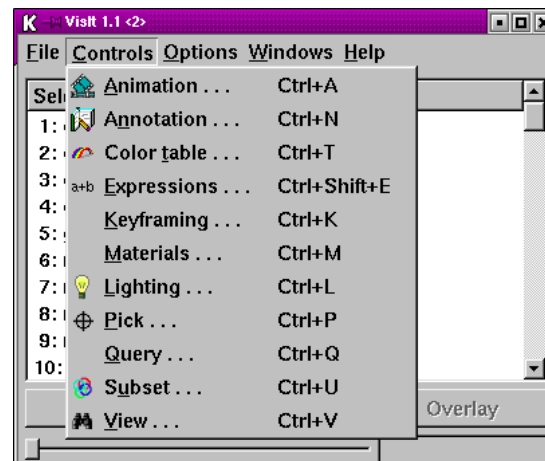 VisIt 1.1 <2>
File Controls Options Windows Help
Animation . . . Ctrl+A
Annotation . . . Ctrl+N
Color table . . . Ctrl+T
a+b Expressions . . . Ctrl+Shift+E
Keyframing . . . Ctrl+K
Materials . . . Ctrl+M
Lighting . . . Ctrl+L
Pick . . . Ctrl+P
Query . . . Ctrl+Q
Subset . . . Ctrl+U
View . . . Ctrl+V
1:
2:
3:
4:
5:
6:
7:
8:
9:
10:
Overlay